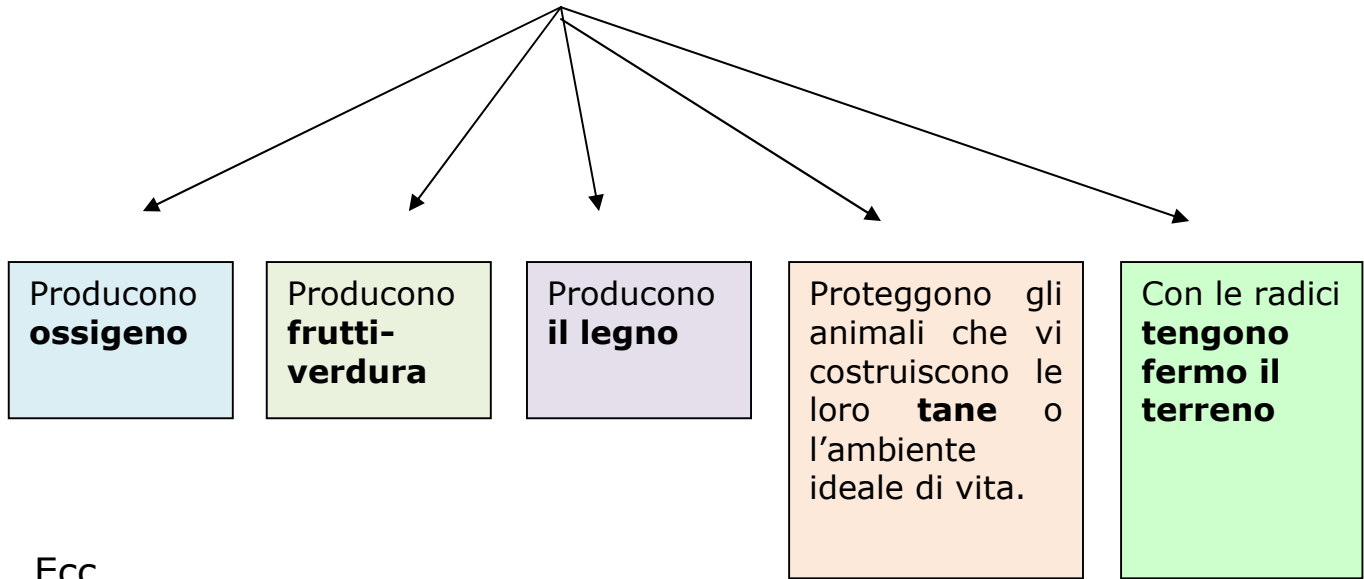 Producono
ossigeno
Producono
frutti-
verdura
Producono
il legno
Proteggono gli
animali che vi
costruiscono le
loro tane o
l'ambiente
ideale di vita.
Con le radici
tengono
fermo il
terreno
Ecc